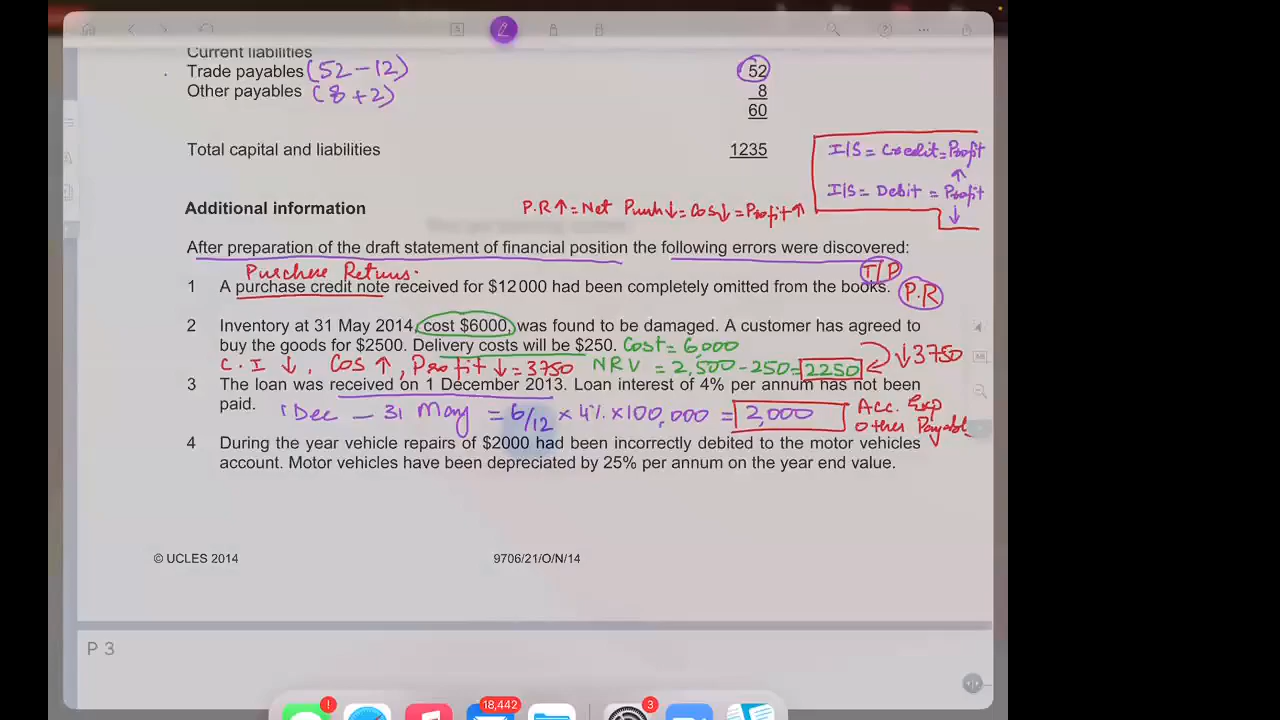 Current liabilities
Trade payables (52 - 12) 52
Other payables (8 + 2) 8
60
Total capital and liabilities 1235
I/S = Credit = Profit ↑
I/S = Debit = Profit ↓
Additional information
P.R ↑ = Net Purch ↓ = Cos ↓ = Profit ↑
After preparation of the draft statement of financial position the following errors were discovered:
Purchase Returns.
T/P
1 A purchase credit note received for $12000 had been completely omitted from the books.
P.R
2 Inventory at 31 May 2014, cost $6000, was found to be damaged. A customer has agreed to
buy the goods for $2500. Delivery costs will be $250. Cost = 6,000
↓ 3750
C.I ↓, Cos ↑, Profit ↓ = 3750 NRV = 2,500 - 250 = 2250
3 The loan was received on 1 December 2013. Loan interest of 4% per annum has not been
paid. 1 Dec — 31 May = 6/12 × 4% × 100,000 = 2,000
Acc. Exp
Other Payable
4 During the year vehicle repairs of $2000 had been incorrectly debited to the motor vehicles
account. Motor vehicles have been depreciated by 25% per annum on the year end value.
© UCLES 2014 9706/21/O/N/14
P 3
!
18,442
3